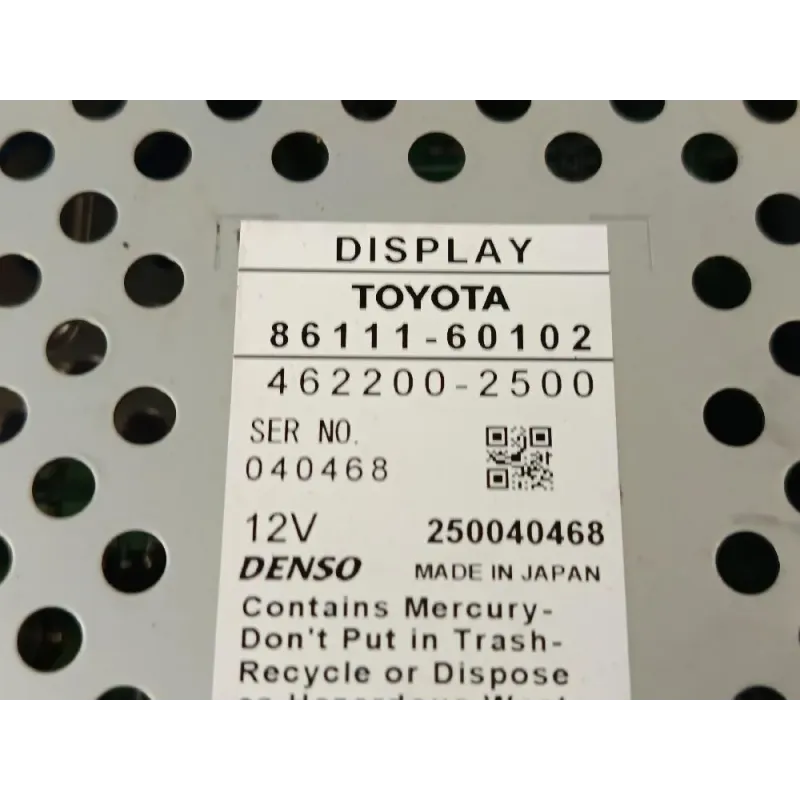 DISPLAY
TOYOTA
86111-60102
462200-2500
SER NO.
040468
12V
250040468
DENSO
MADE IN JAPAN
Contains Mercury-
Don't Put in Trash-
Recycle or Dispose